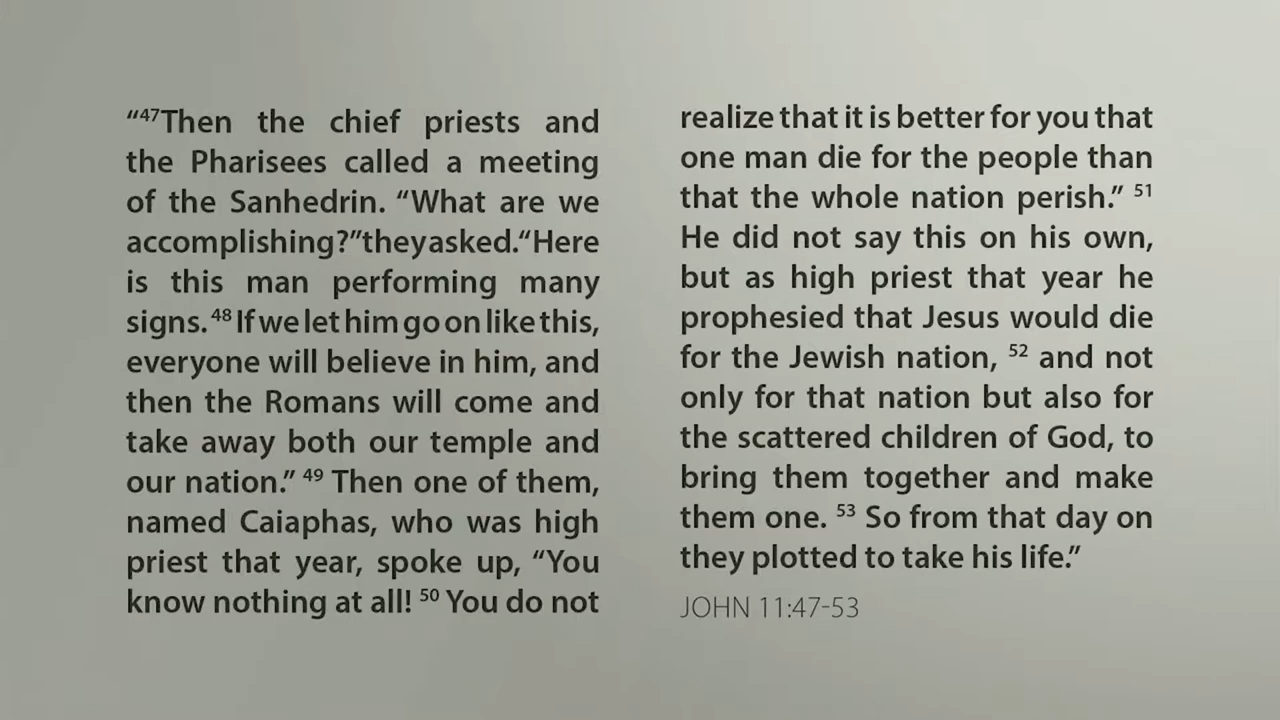 “⁴⁷Then the chief priests and
the Pharisees called a meeting
of the Sanhedrin. “What are we
accomplishing?”theyasked.“Here
is this man performing many
signs. ⁴⁸ If we let him go on like this,
everyone will believe in him, and
then the Romans will come and
take away both our temple and
our nation.” ⁴⁹ Then one of them,
named Caiaphas, who was high
priest that year, spoke up, “You
know nothing at all! ⁵⁰ You do not
realize that it is better for you that
one man die for the people than
that the whole nation perish.” ⁵¹
He did not say this on his own,
but as high priest that year he
prophesied that Jesus would die
for the Jewish nation, ⁵² and not
only for that nation but also for
the scattered children of God, to
bring them together and make
them one. ⁵³ So from that day on
they plotted to take his life.”
JOHN 11:47-53